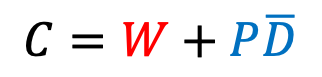 C = W + PD̅